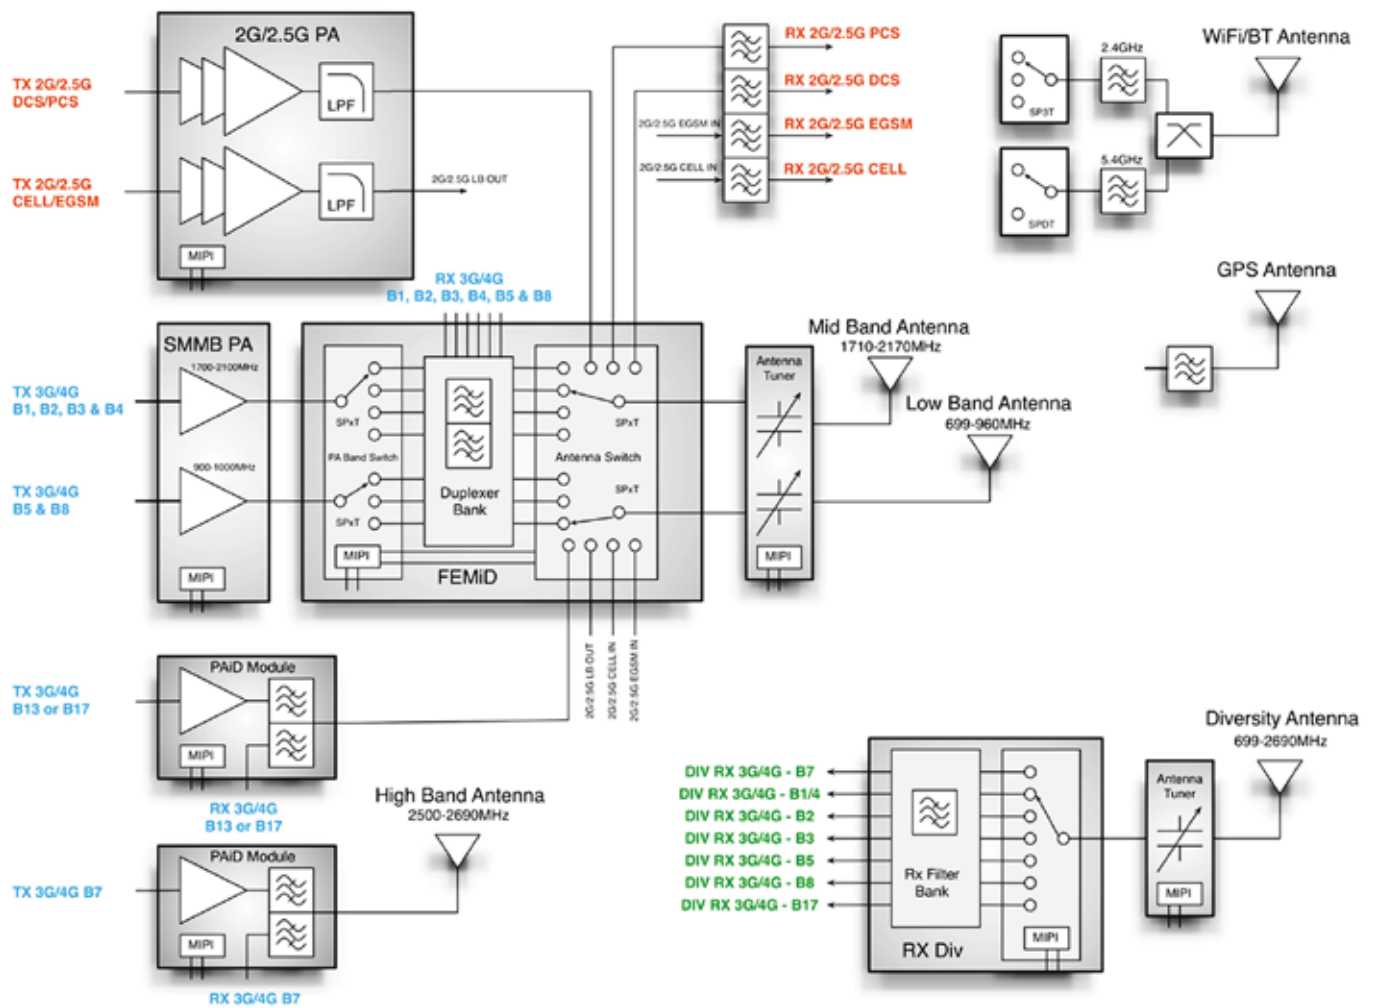 2G/2.5G PA
TX 2G/2.5G
DCS/PCS
LPF
TX 2G/2.5G
CELL/EGSM
LPF
2G/2.5G LB OUT
MIPI
RX 2G/2.5G PCS
RX 2G/2.5G DCS
2G/2.5G EGSM IN
RX 2G/2.5G EGSM
2G/2.5G CELL IN
RX 2G/2.5G CELL
WiFi/BT Antenna
2.4GHz
SP3T
5.4GHz
SPDT
GPS Antenna
RX 3G/4G
B1, B2, B3, B4, B5 & B8
SMMB PA
1700-2100MHz
TX 3G/4G
B1, B2, B3 & B4
900-1000MHz
TX 3G/4G
B5 & B8
MIPI
SPxT
PA Band Switch
SPxT
MIPI
Duplexer
Bank
FEMiD
SPxT
Antenna Switch
SPxT
Antenna
Tuner
MIPI
Mid Band Antenna
1710-2170MHz
Low Band Antenna
699-960MHz
2G/2.5G LB OUT
2G/2.5G CELL IN
2G/2.5G EGSM IN
PAiD Module
TX 3G/4G
B13 or B17
MIPI
RX 3G/4G
B13 or B17
High Band Antenna
2500-2690MHz
PAiD Module
TX 3G/4G B7
MIPI
RX 3G/4G B7
DIV RX 3G/4G - B7
DIV RX 3G/4G - B1/4
DIV RX 3G/4G - B2
DIV RX 3G/4G - B3
DIV RX 3G/4G - B5
DIV RX 3G/4G - B8
DIV RX 3G/4G - B17
Rx Filter
Bank
MIPI
RX Div
Antenna
Tuner
MIPI
Diversity Antenna
699-2690MHz